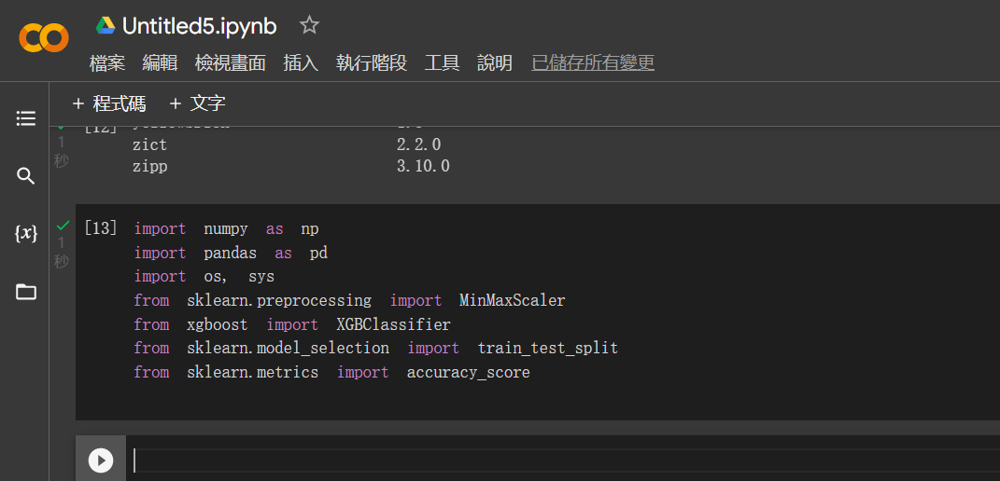 Untitled5.ipynb
檔案 編輯 檢視畫面 插入 執行階段 工具 說明 已儲存所有變更
+ 程式碼 + 文字
[12]
1 秒
zict 2.2.0
zipp 3.10.0
[13] import numpy as np
1 秒
import pandas as pd
import os, sys
from sklearn.preprocessing import MinMaxScaler
from xgboost import XGBClassifier
from sklearn.model_selection import train_test_split
from sklearn.metrics import accuracy_score
{x}